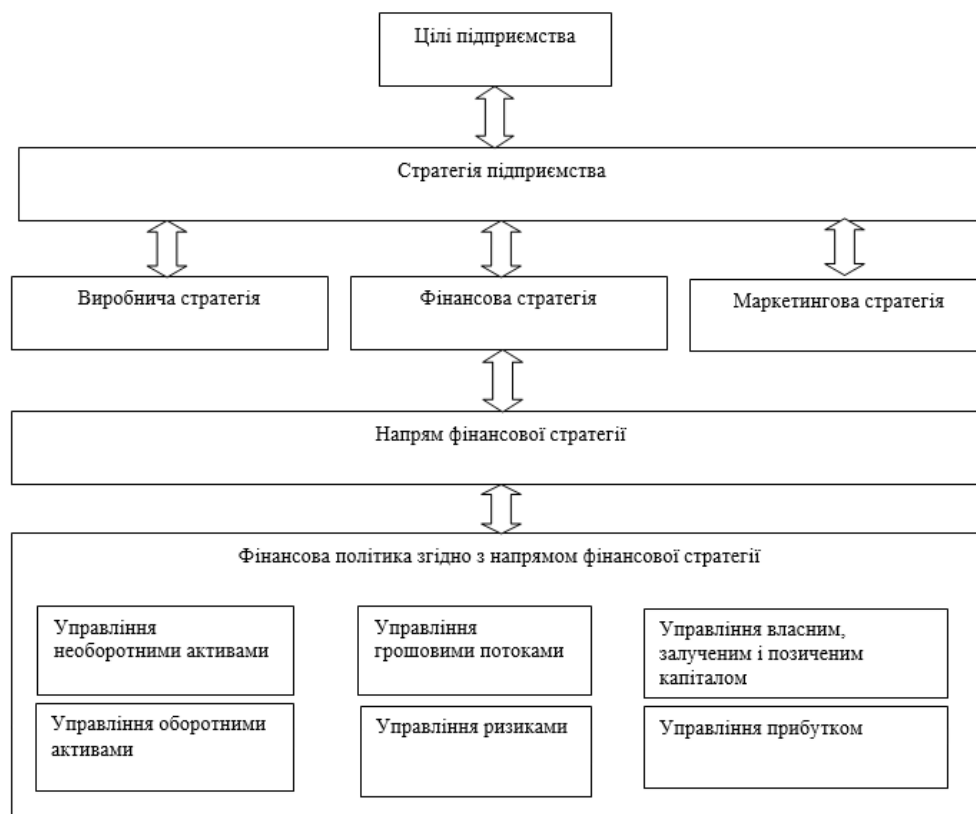 Цілі підприємства
Стратегія підприємства
Виробнича стратегія
Фінансова стратегія
Маркетингова стратегія
Напрям фінансової стратегії
Фінансова політика згідно з напрямом фінансової стратегії
Управління
необоротними активами
Управління
грошовими потоками
Управління власним,
залученим і позиченим
капіталом
Управління оборотними
активами
Управління ризиками
Управління прибутком